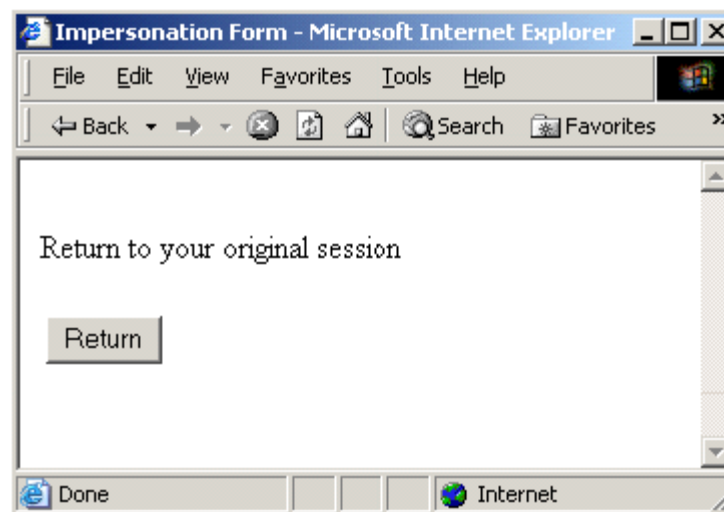 Impersonation Form - Microsoft Internet Explorer
File Edit View Favorites Tools Help
Back Search Favorites »
Return to your original session
Return
Done Internet